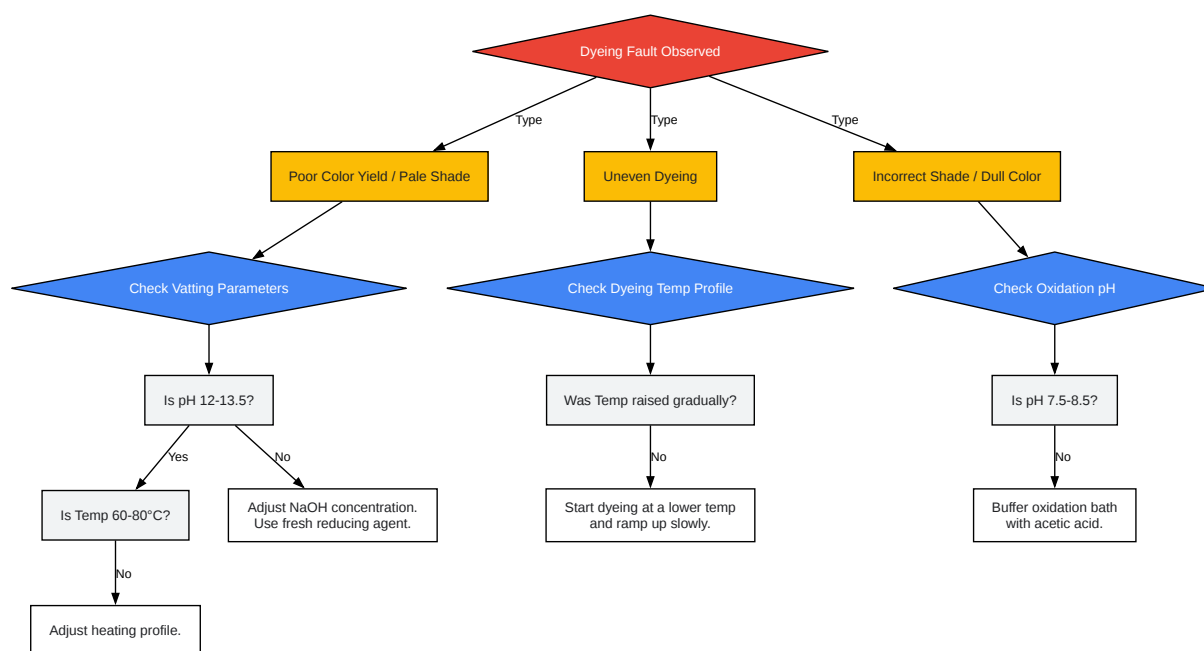 Dyeing Fault Observed
Type
Type
Type
Poor Color Yield / Pale Shade
Uneven Dyeing
Incorrect Shade / Dull Color
Check Vatting Parameters
Check Dyeing Temp Profile
Check Oxidation pH
Is pH 12-13.5?
Was Temp raised gradually?
Is pH 7.5-8.5?
Yes
No
No
No
Is Temp 60-80°C?
Adjust NaOH concentration.
Use fresh reducing agent.
Start dyeing at a lower temp
and ramp up slowly.
Buffer oxidation bath
with acetic acid.
No
Adjust heating profile.